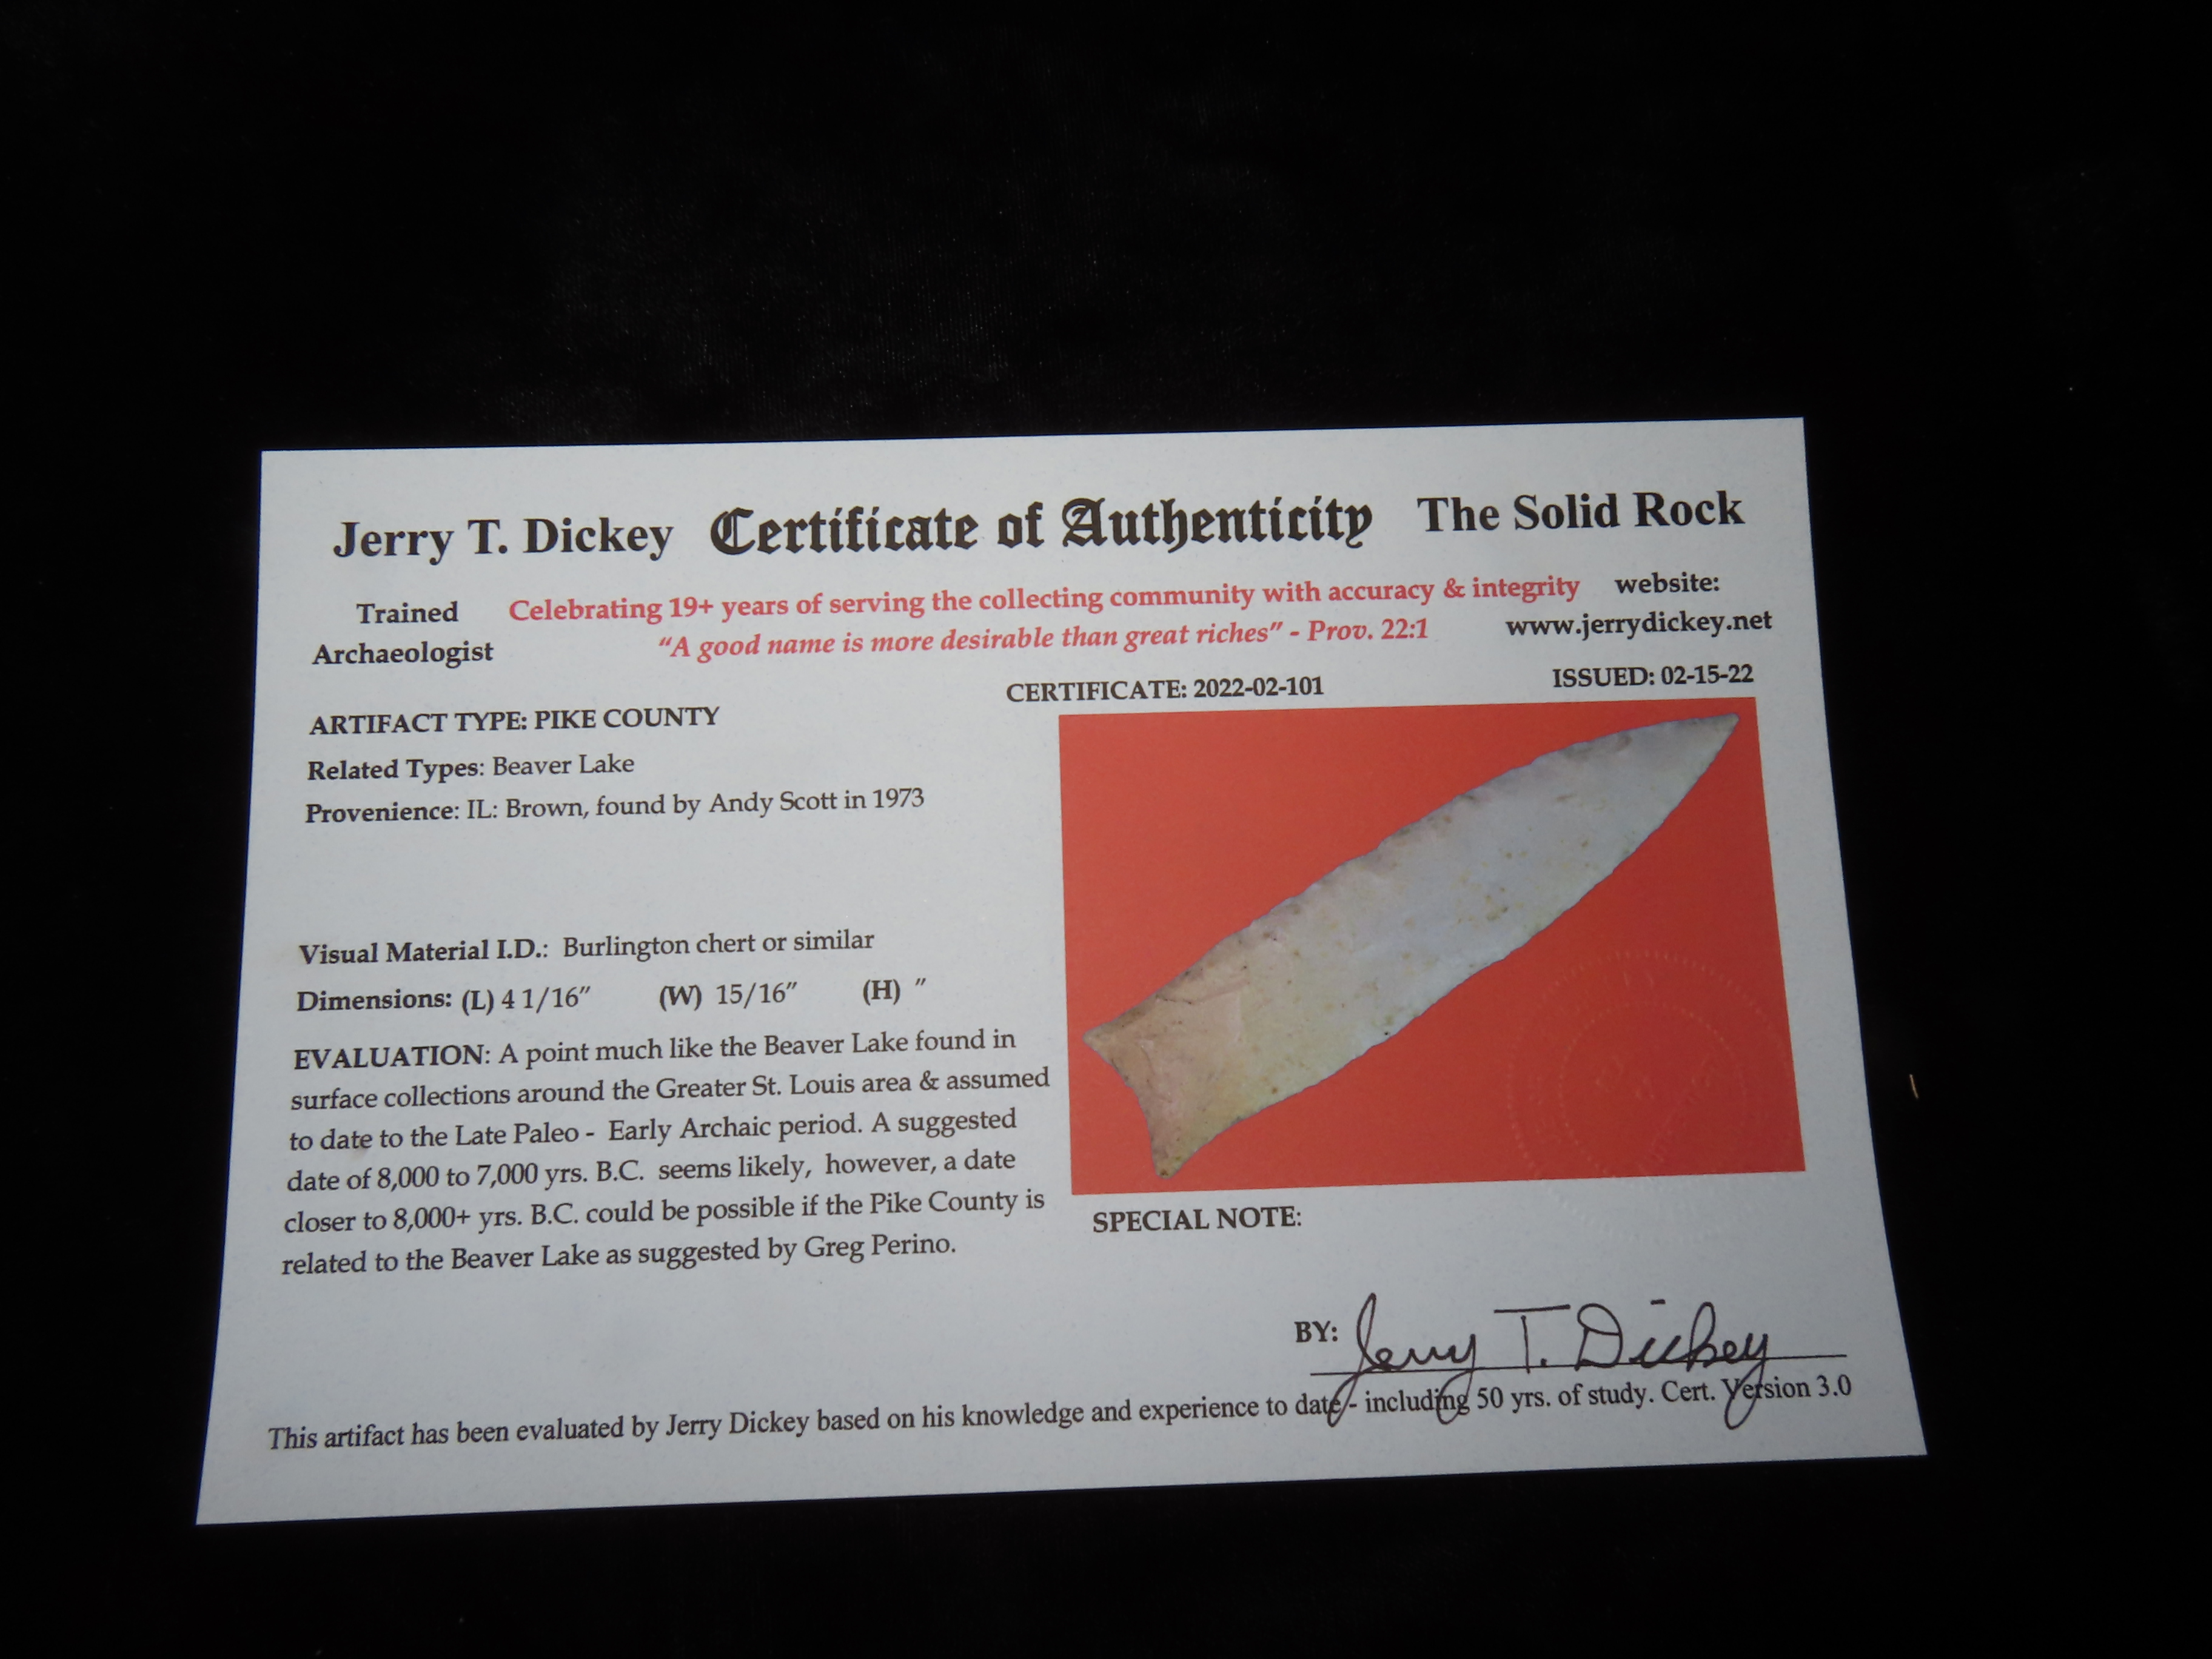 Jerry T. Dickey Certificate of Authenticity The Solid Rock
Trained Archaeologist
Celebrating 19+ years of serving the collecting community with accuracy & integrity
"A good name is more desirable than great riches" - Prov. 22:1
website:
www.jerrydickey.net
CERTIFICATE: 2022-02-101
ISSUED: 02-15-22
ARTIFACT TYPE: PIKE COUNTY
Related Types: Beaver Lake
Provenience: IL: Brown, found by Andy Scott in 1973
Visual Material I.D.: Burlington chert or similar
Dimensions: (L) 4 1/16" (W) 15/16" (H) "
EVALUATION: A point much like the Beaver Lake found in
surface collections around the Greater St. Louis area & assumed
to date to the Late Paleo - Early Archaic period. A suggested
date of 8,000 to 7,000 yrs. B.C. seems likely, however, a date
closer to 8,000+ yrs. B.C. could be possible if the Pike County is
related to the Beaver Lake as suggested by Greg Perino.
SPECIAL NOTE:
BY: Jerry T. Dickey
This artifact has been evaluated by Jerry Dickey based on his knowledge and experience to date - including 50 yrs. of study. Cert. Version 3.0